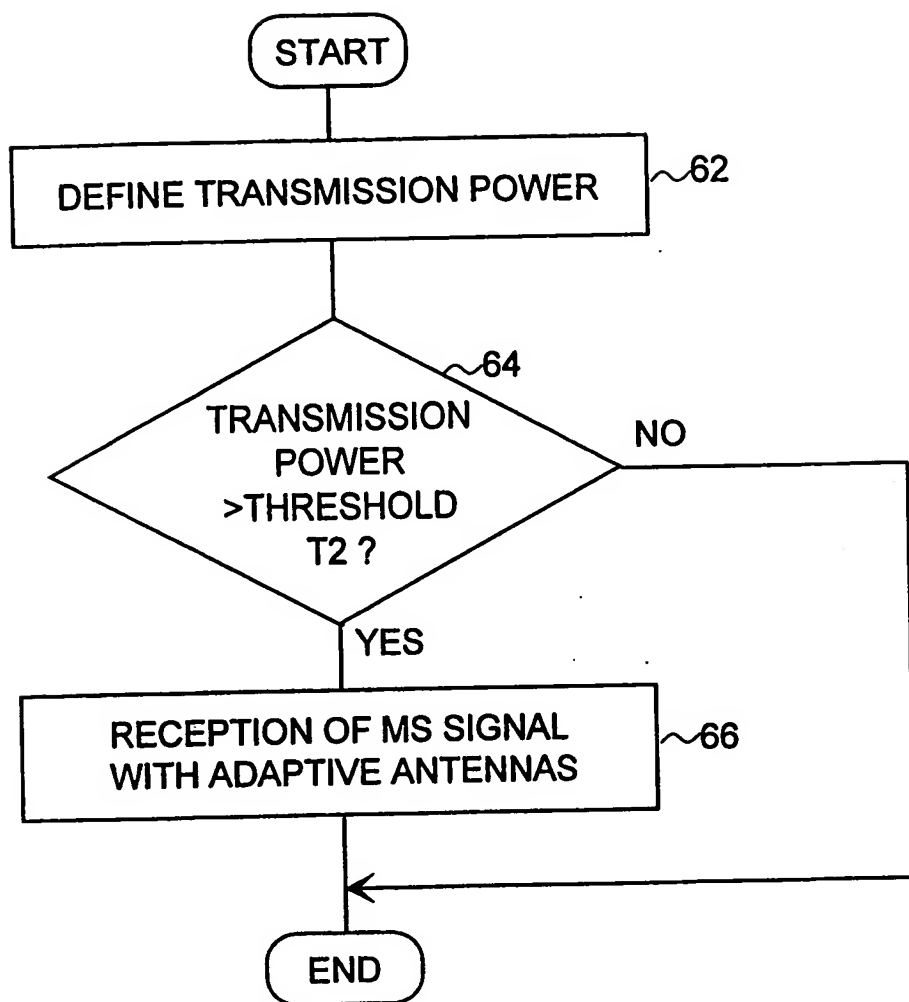 START
DEFINE TRANSMISSION POWER
62
64
TRANSMISSION
POWER
>THRESHOLD
T2 ?
NO
YES
RECEPTION OF MS SIGNAL
WITH ADAPTIVE ANTENNAS
66
END